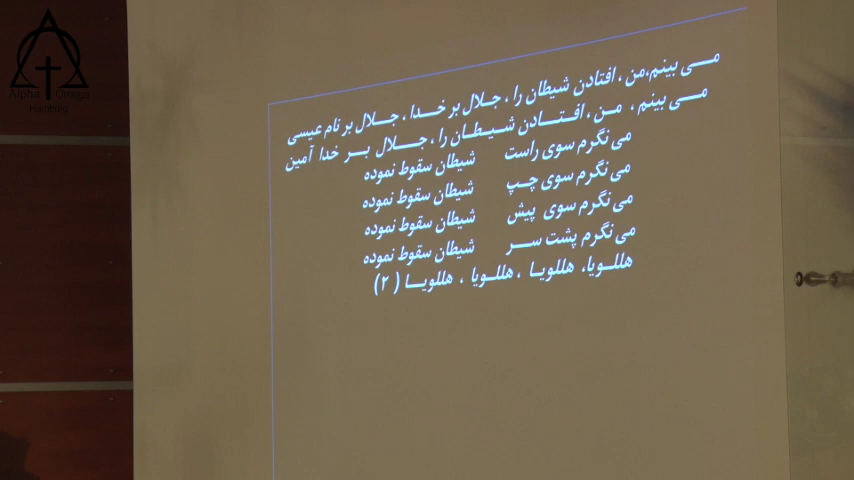 Alpha Omega
Hamburg
می بینم،من ، افتادن شیطان را ، جلال بر خدا ، جلال بر نام عیسی
می بینم ، من ، افتادن شیطان را ، جلال بر خدا آمین
می نگرم سوی راست شیطان سقوط نموده
می نگرم سوی چپ شیطان سقوط نموده
می نگرم سوی پیش شیطان سقوط نموده
می نگرم پشت سر شیطان سقوط نموده
هللویا، هللویا ، هللویا ، هللویا (۲)